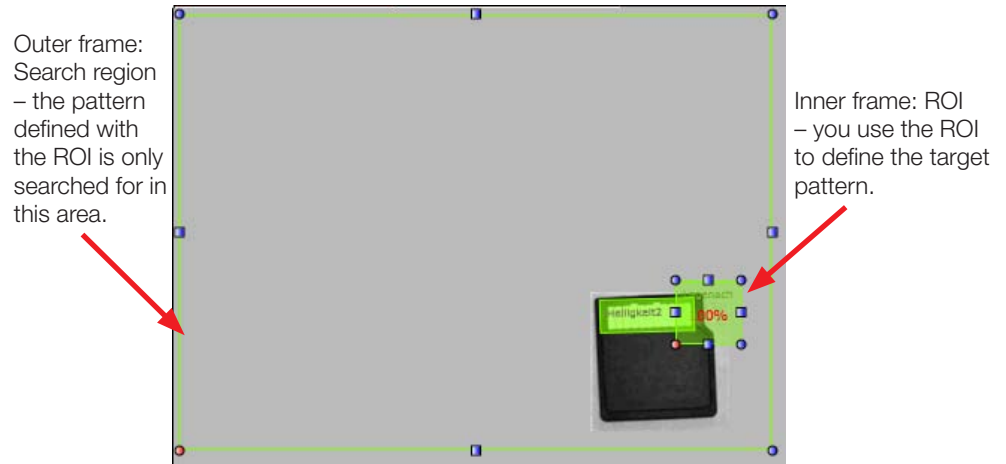 Outer frame:
Search region
– the pattern
defined with
the ROI is only
searched for in
this area.
Inner frame: ROI
– you use the ROI
to define the target
pattern.
Helligkeit2
00%